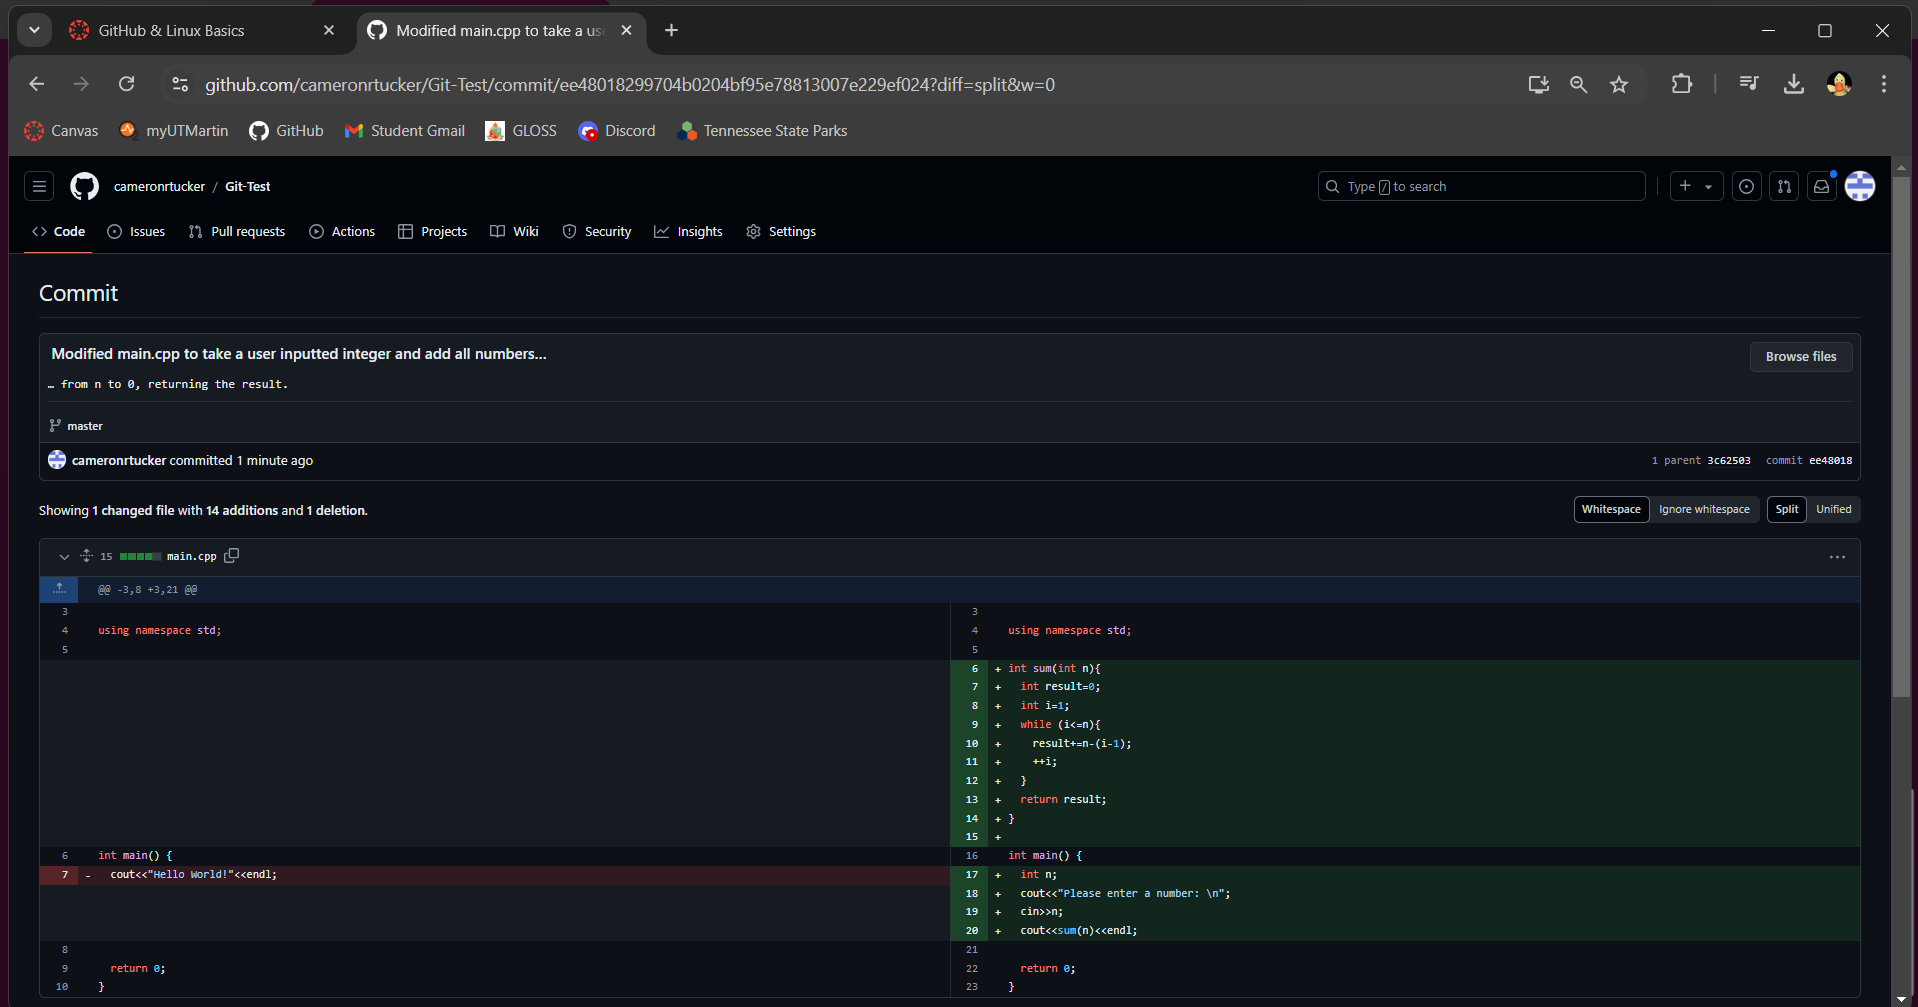 GitHub & Linux Basics
Modified main.cpp to take a us
github.com/cameronrtucker/Git-Test/commit/ee48018299704b0204bf95e78813007e229ef024?diff=split&w=0
Canvas myUTMartin GitHub Student Gmail GLOSS Discord Tennessee State Parks
cameronrtucker / Git-Test
Type / to search
Code Issues Pull requests Actions Projects Wiki Security Insights Settings
Commit
Modified main.cpp to take a user inputted integer and add all numbers...
Browse files
… from n to 0, returning the result.
master
cameronrtucker committed 1 minute ago
1 parent 3c62503 commit ee48018
Showing 1 changed file with 14 additions and 1 deletion.
Whitespace Ignore whitespace Split Unified
15 main.cpp
@@ -3,8 +3,21 @@
3
4 using namespace std;
5
6 int main() {
7 - cout<<"Hello World!"<<endl;
8
9 return 0;
10 }
3
4 using namespace std;
5
6 + int sum(int n){
7 + int result=0;
8 + int i=1;
9 + while (i<=n){
10 + result+=n-(i-1);
11 + ++i;
12 + }
13 + return result;
14 + }
15 +
16 int main() {
17 + int n;
18 + cout<<"Please enter a number: \n";
19 + cin>>n;
20 + cout<<sum(n)<<endl;
21
22 return 0;
23 }